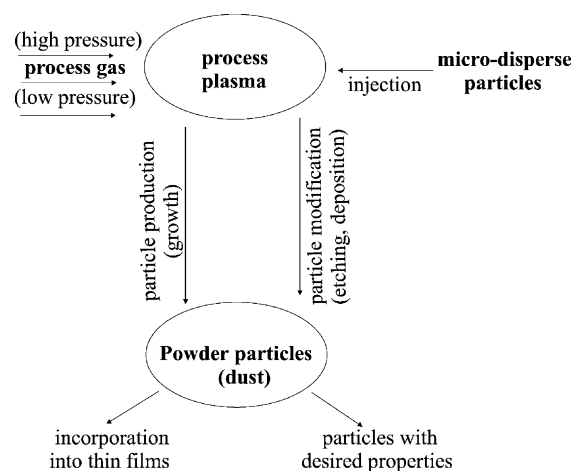 (high pressure)
process gas
(low pressure)
process
plasma
micro-disperse
particles
injection
particle production
(growth)
particle modification
(etching, deposition)
Powder particles
(dust)
incorporation
into thin films
particles with
desired properties